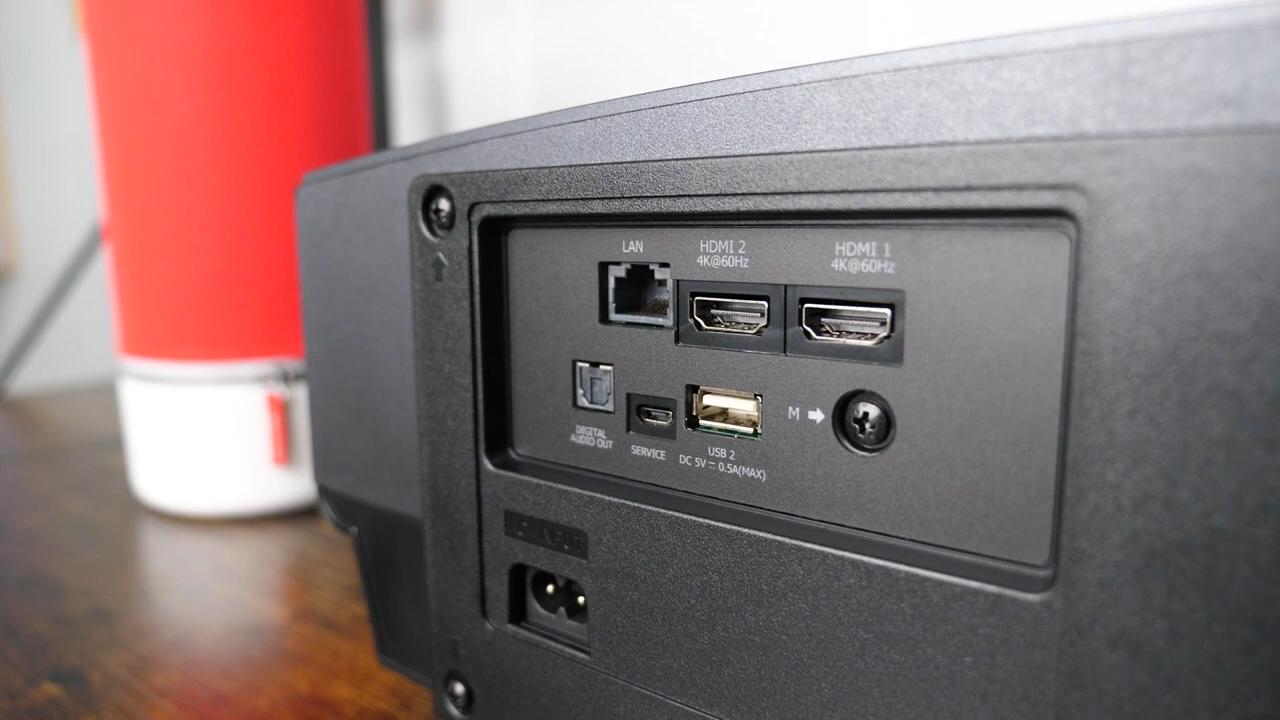 LAN
HDMI 2
4K@60Hz
HDMI 1
4K@60Hz
DIGITAL
AUDIO OUT
SERVICE
USB 2
DC 5V ⎓ 0.5A(MAX)
M